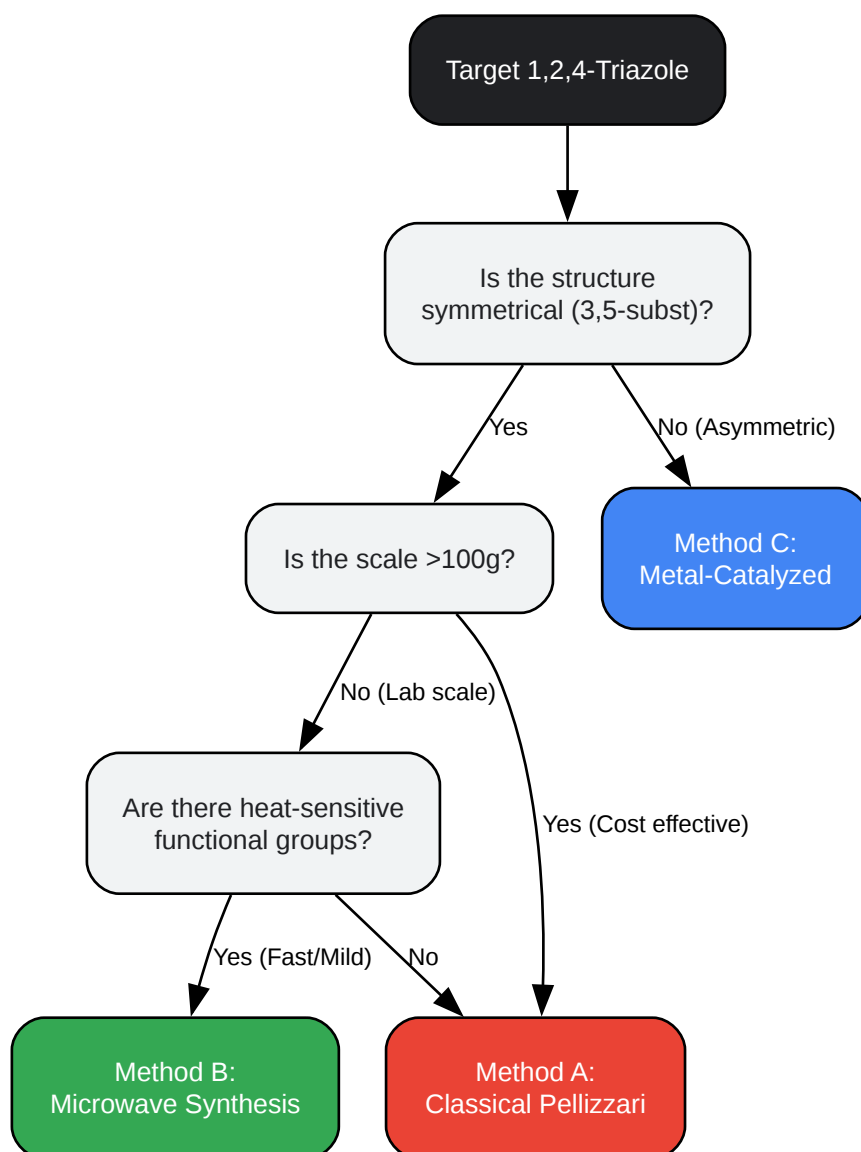 Target 1,2,4-Triazole
Is the structure
symmetrical (3,5-subst)?
Yes
No (Asymmetric)
Is the scale >100g?
Method C:
Metal-Catalyzed
No (Lab scale)
Are there heat-sensitive
functional groups?
Yes (Cost effective)
Yes (Fast/Mild)
No
Method B:
Microwave Synthesis
Method A:
Classical Pellizzari